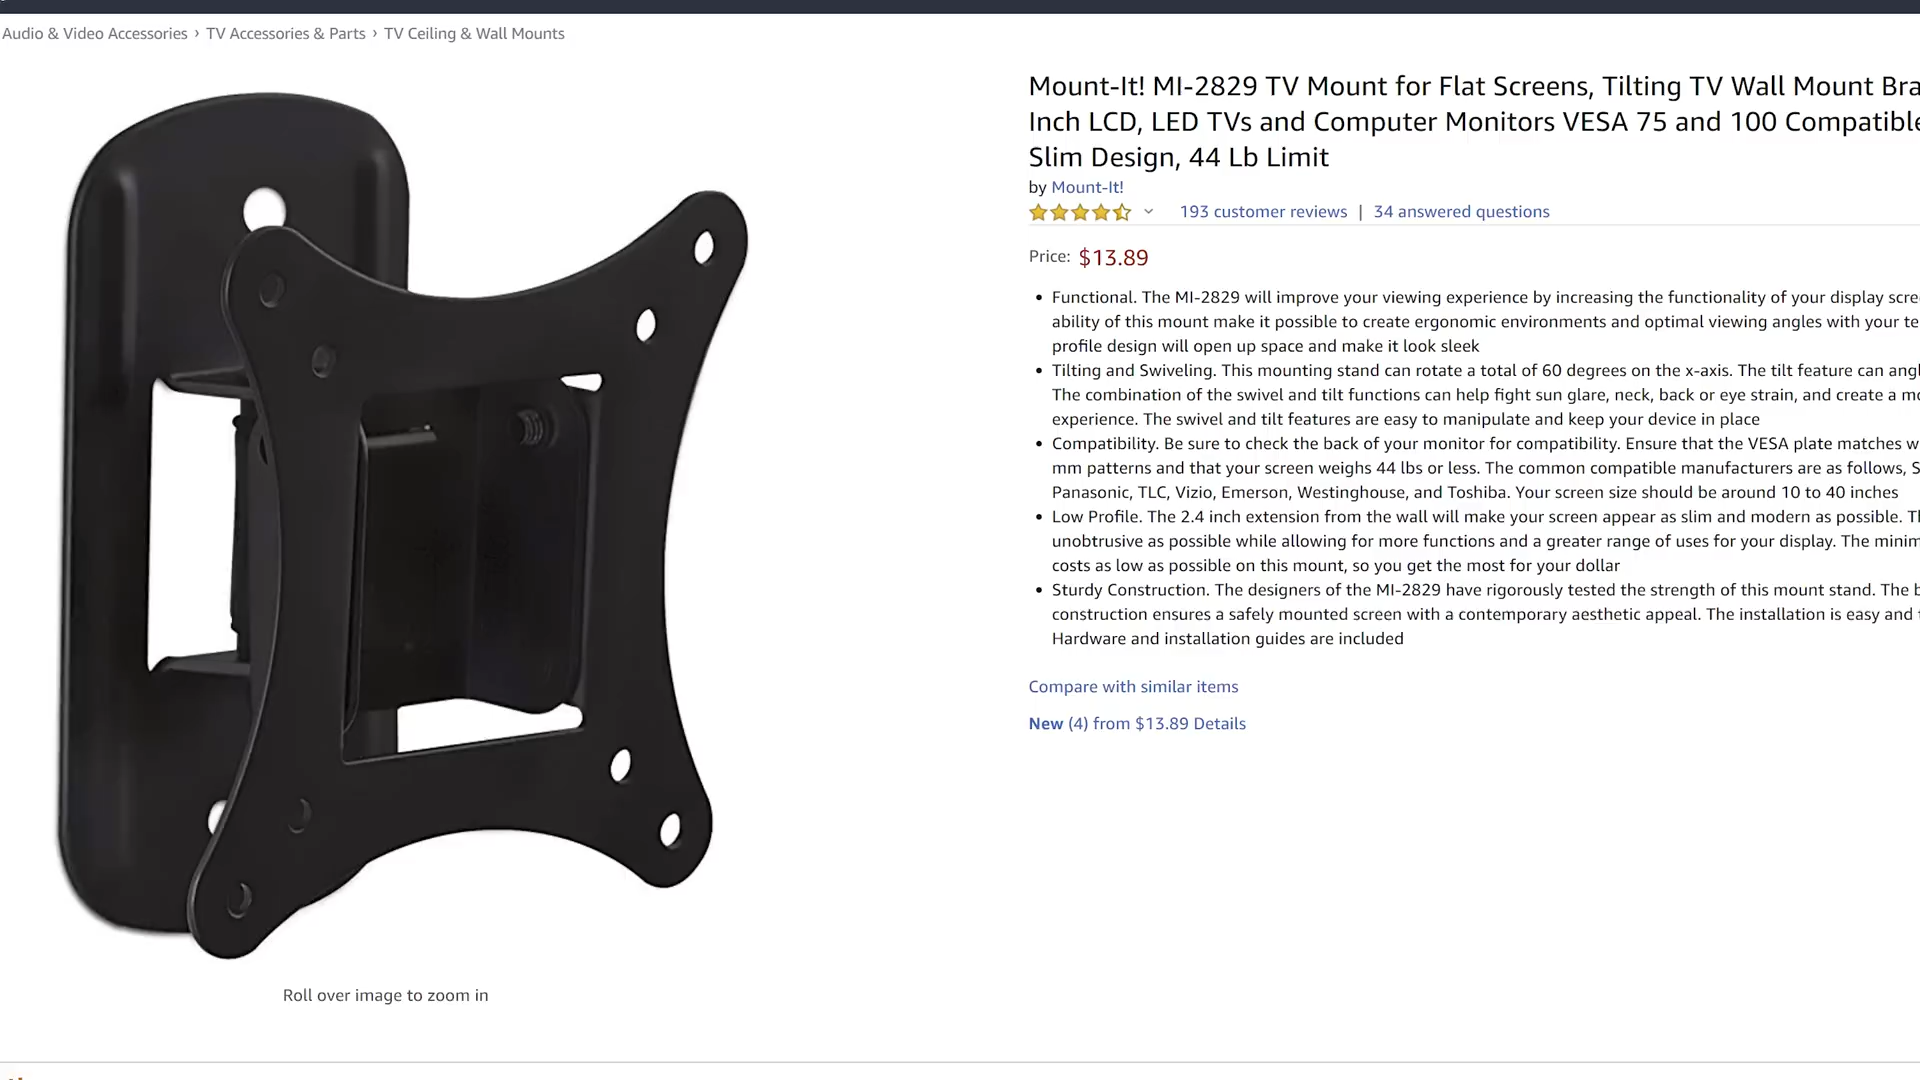 Audio & Video Accessories › TV Accessories & Parts › TV Ceiling & Wall Mounts
Mount-It! MI-2829 TV Mount for Flat Screens, Tilting TV Wall Mount
Inch LCD, LED TVs and Computer Monitors VESA 75 and 100
Slim Design, 44 Lb Limit
by Mount-It!
193 customer reviews | 34 answered questions
Price: $13.89
• Functional. The MI-2829 will improve your viewing experience by increasing the functionality of your display
ability of this mount make it possible to create ergonomic environments and optimal viewing angles with your
profile design will open up space and make it look sleek
• Tilting and Swiveling. This mounting stand can rotate a total of 60 degrees on the x-axis. The tilt feature can
The combination of the swivel and tilt functions can help fight sun glare, neck, back or eye strain, and create a
experience. The swivel and tilt features are easy to manipulate and keep your device in place
• Compatibility. Be sure to check the back of your monitor for compatibility. Ensure that the VESA plate matches
mm patterns and that your screen weighs 44 lbs or less. The common compatible manufacturers are as follows,
Panasonic, TLC, Vizio, Emerson, Westinghouse, and Toshiba. Your screen size should be around 10 to 40 inches
• Low Profile. The 2.4 inch extension from the wall will make your screen appear as slim and modern as possible.
unobtrusive as possible while allowing for more functions and a greater range of uses for your display. The
costs as low as possible on this mount, so you get the most for your dollar
• Sturdy Construction. The designers of the MI-2829 have rigorously tested the strength of this mount stand. The
construction ensures a safely mounted screen with a contemporary aesthetic appeal. The installation is easy and
Hardware and installation guides are included
Compare with similar items
New (4) from $13.89 Details
Roll over image to zoom in